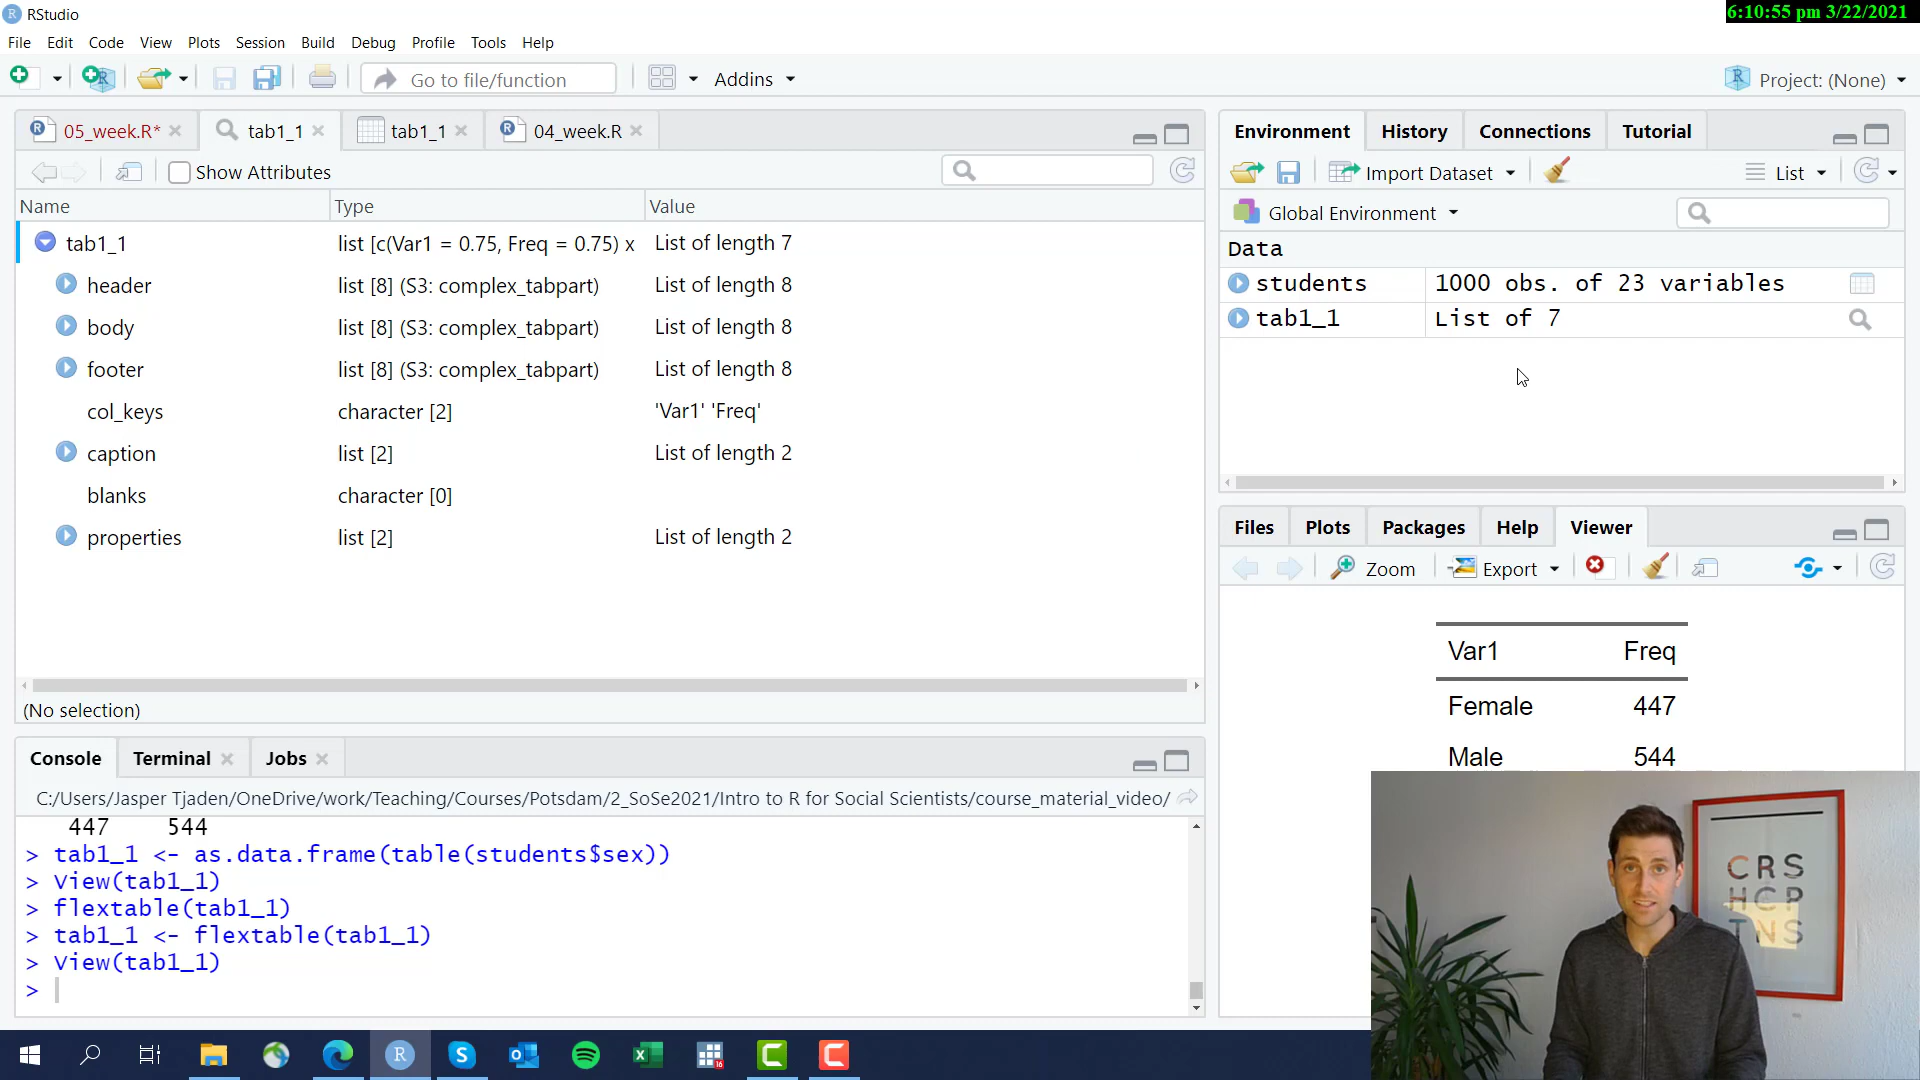 RStudio
6:10:55 pm 3/22/2021
File Edit Code View Plots Session Build Debug Profile Tools Help
Go to file/function
Addins
Project: (None)
05_week.R*
tab1_1
tab1_1
04_week.R
Show Attributes
Name Type Value
tab1_1 list [c(Var1 = 0.75, Freq = 0.75) x List of length 7
header list [8] (S3: complex_tabpart) List of length 8
body list [8] (S3: complex_tabpart) List of length 8
footer list [8] (S3: complex_tabpart) List of length 8
col_keys character [2] 'Var1' 'Freq'
caption list [2] List of length 2
blanks character [0]
properties list [2] List of length 2
(No selection)
Console Terminal Jobs
C:/Users/Jasper Tjaden/OneDrive/work/Teaching/Courses/Potsdam/2_SoSe2021/Intro to R for Social Scientists/course_material_video/
447 544
> tab1_1 <- as.data.frame(table(students$sex))
> View(tab1_1)
> flextable(tab1_1)
> tab1_1 <- flextable(tab1_1)
> View(tab1_1)
>
Environment History Connections Tutorial
Import Dataset
List
Global Environment
Data
students 1000 obs. of 23 variables
tab1_1 List of 7
Files Plots Packages Help Viewer
Zoom
Export
Var1 Freq
Female 447
Male 544
CRS
HCP
TNS